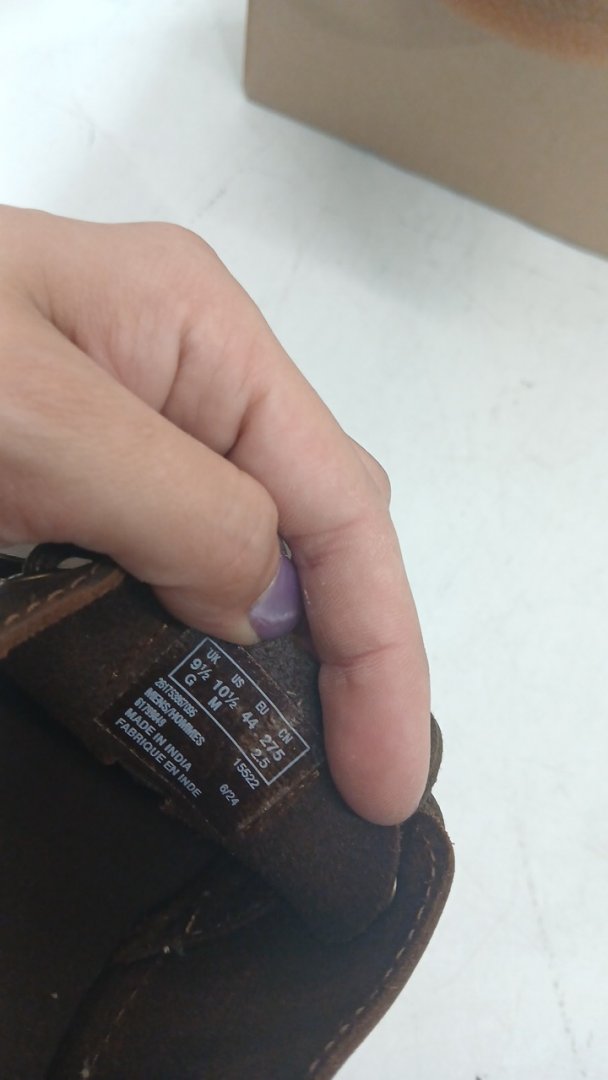 UK US EU CN
9½ 10½ 44 275
G M 2.5
261753267095 15522
MENS/HOMMES
MADE IN INDIA 6/24
FABRIQUE EN INDE